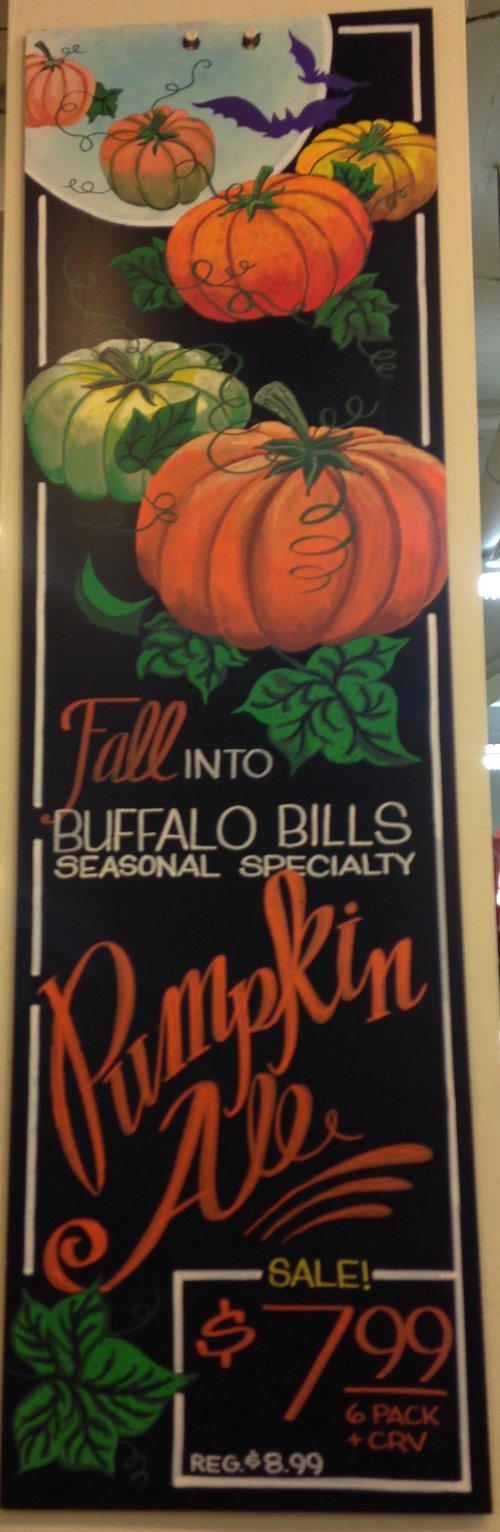 Fall INTO
BUFFALO BILLS
SEASONAL SPECIALTY
Pumpkin
Ale
SALE!
$7.99
6 PACK
+ CRV
REG. $8.99